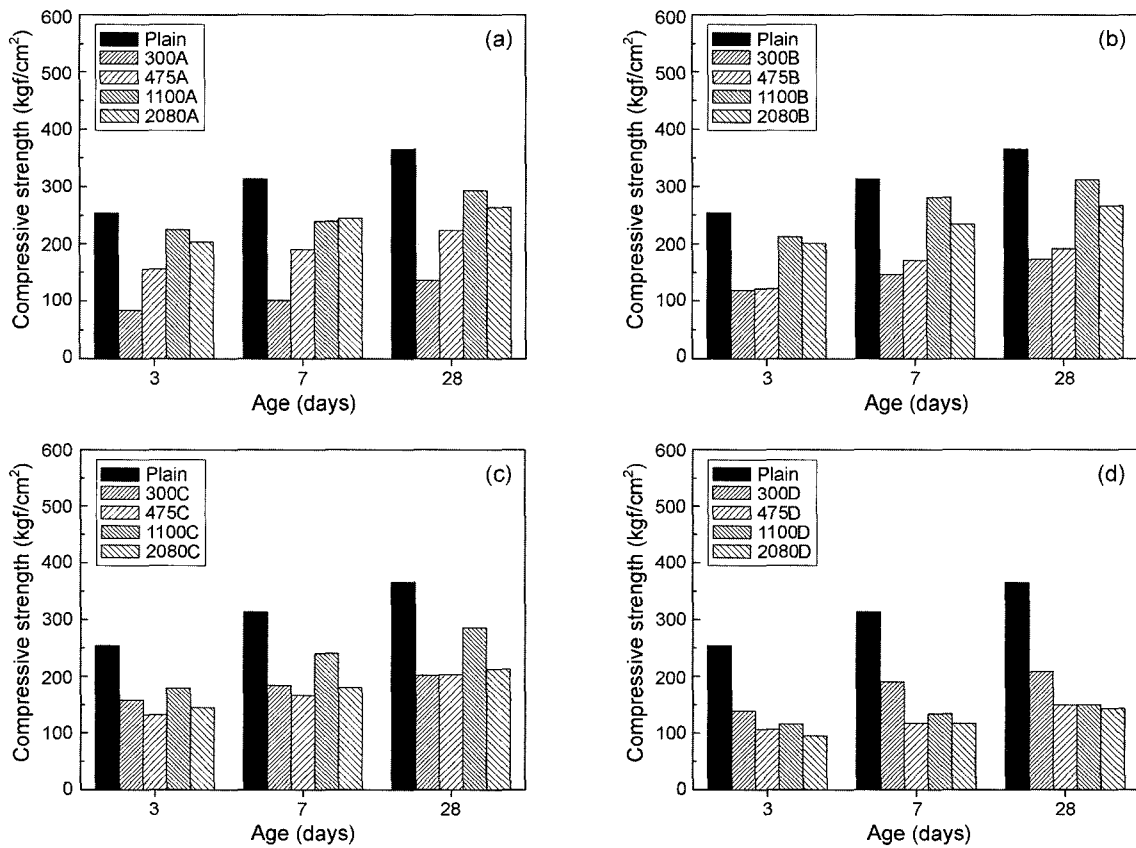 600
500
400
300
200
100
0
Compressive strength (kgf/cm²)
Plain
300A
475A
1100A
2080A
(a)
3 7 28
Age (days)
600
500
400
300
200
100
0
Compressive strength (kgf/cm²)
Plain
300B
475B
1100B
2080B
(b)
3 7 28
Age (days)
600
500
400
300
200
100
0
Compressive strength (kgf/cm²)
Plain
300C
475C
1100C
2080C
(c)
3 7 28
Age (days)
600
500
400
300
200
100
0
Compressive strength (kgf/cm²)
Plain
300D
475D
1100D
2080D
(d)
3 7 28
Age (days)